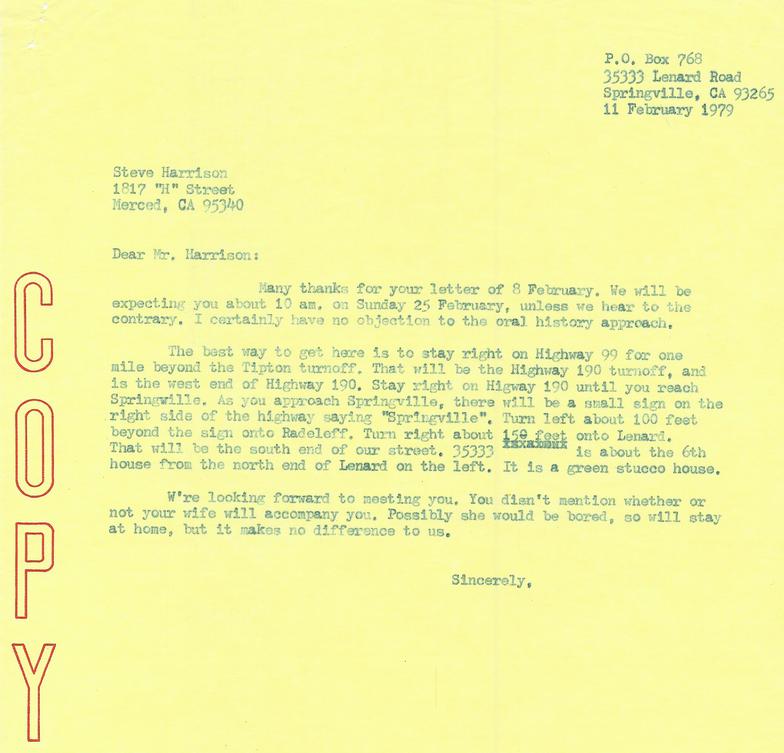 P.O. Box 768
35333 Lenard Road
Springville, CA 93265
11 February 1979
Steve Harrison
1817 "H" Street
Merced, CA 95340
Dear Mr. Harrison:
Many thanks for your letter of 8 February. We will be
expecting you about 10 am. on Sunday 25 February, unless we hear to the
contrary. I certainly have no objection to the oral history approach.
The best way to get here is to stay right on Highway 99 for one
mile beyond the Tipton turnoff. That will be the Highway 190 turnoff, and
is the west end of Highway 190. Stay right on Higway 190 until you reach
Springwille. As you approach Springville, there will be a small sign on the
right side of the highway saying "Springville". Turn left about 100 feet
beyond the sign onto Radeleff. Turn right about 150 feet onto Lenard.
That will be the south end of our street. 35333 is about the 6th
house from the north end of Lenard on the left. It is a green stucco house.
W're looking forward to meeting you. You disn't mention whether or
not your wife will accompany you. Possibly she would be bored, so will stay
at home, but it makes no difference to us.
Sincerely,
COPY